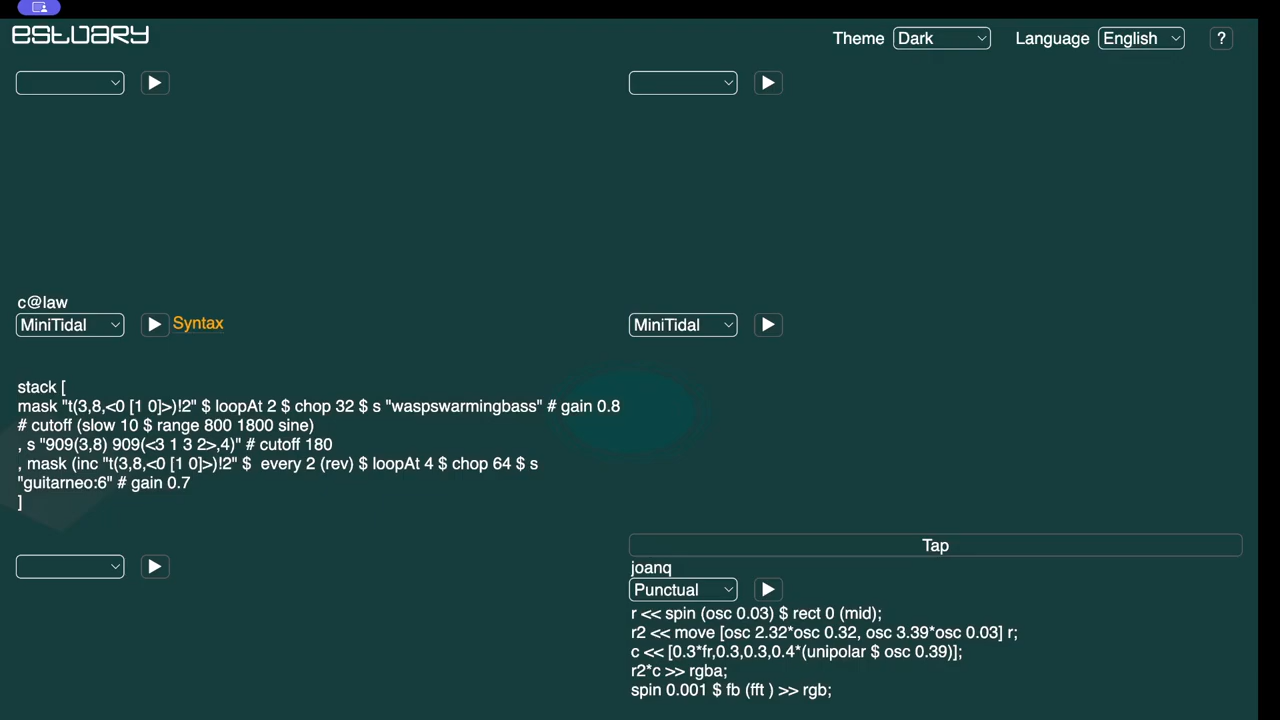 estuary
Theme Dark Language English ?
c@law
MiniTidal Syntax
stack [
mask "t(3,8,<0 [1 0]>)!2" $ loopAt 2 $ chop 32 $ s "waspswarmingbass" # gain 0.8
# cutoff (slow 10 $ range 800 1800 sine)
, s "909(3,8) 909(<3 1 3 2>,4)" # cutoff 180
, mask (inc "t(3,8,<0 [1 0]>)!2" $  every 2 (rev) $ loopAt 4 $ chop 64 $ s
"guitarneo:6" # gain 0.7
]
MiniTidal
Tap
joanq
Punctual
r << spin (osc 0.03) $ rect 0 (mid);
r2 << move [osc 2.32*osc 0.32, osc 3.39*osc 0.03] r;
c << [0.3*fr,0.3,0.3,0.4*(unipolar $ osc 0.39)];
r2*c >> rgba;
spin 0.001 $ fb (fft ) >> rgb;